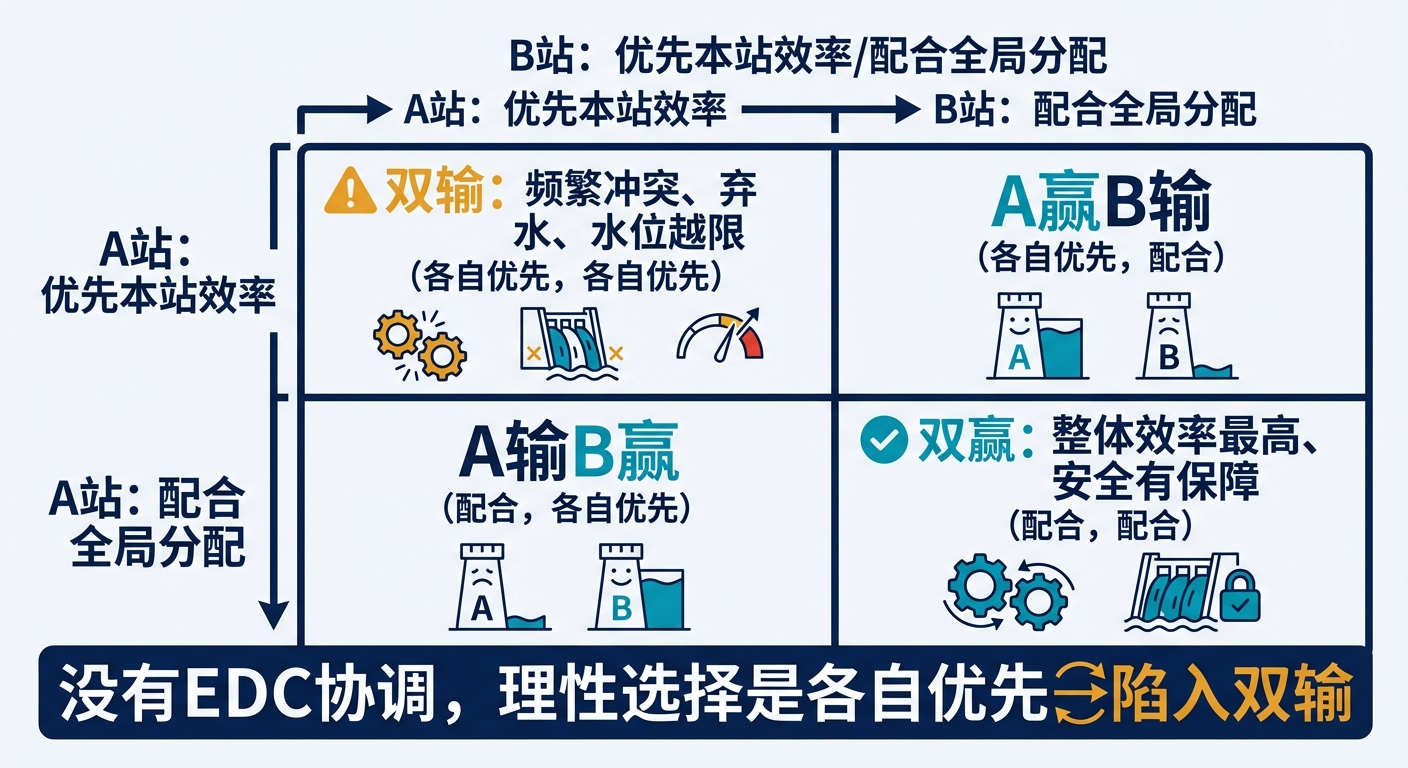 B站：优先本站效率/配合全局分配
A站：优先本站效率
B站：配合全局分配
A站：
优先本站效率
双输：频繁冲突、弃
水、水位越限
（各自优先，各自优先）
A赢B输
（各自优先，配合）
A
B
A站：配合
全局分配
A输B赢
（配合，各自优先）
A
B
双赢：整体效率最高、
安全有保障
（配合，配合）
没有EDC协调，理性选择是各自优先陷入双输